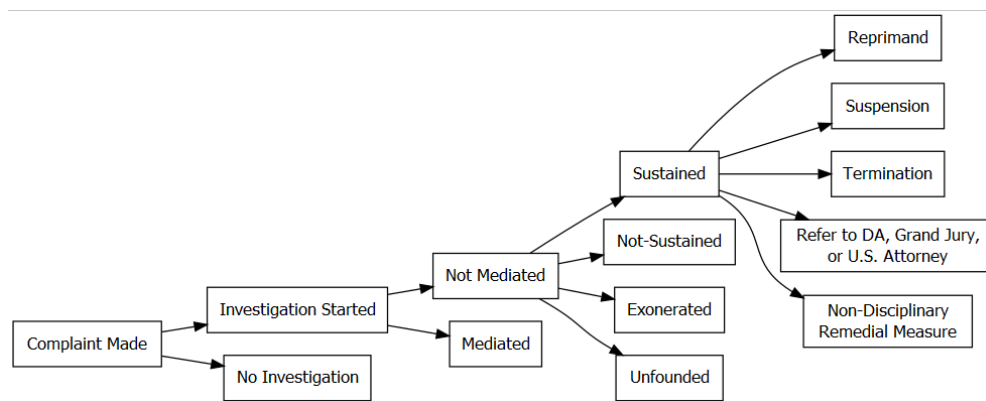 Reprimand
Suspension
Sustained
Termination
Not-Sustained
Refer to DA, Grand Jury,
or U.S. Attorney
Not Mediated
Investigation Started
Exonerated
Non-Disciplinary
Remedial Measure
Complaint Made
Mediated
No Investigation
Unfounded